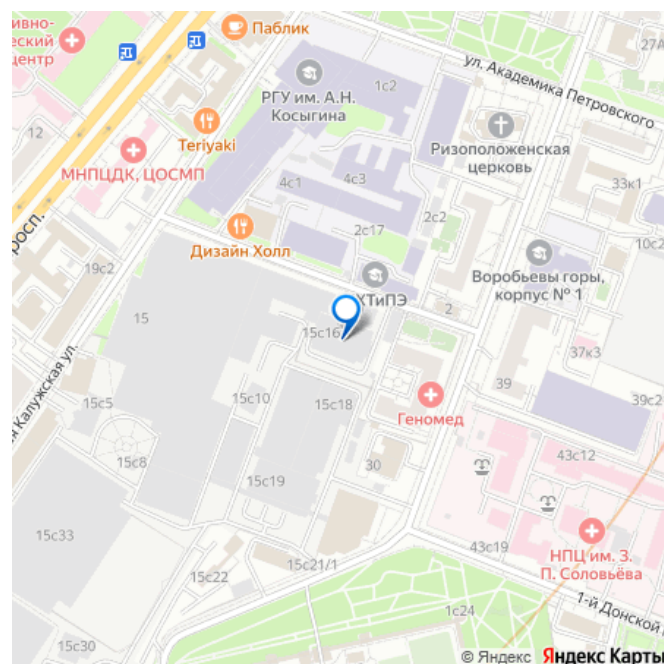 Паблик
ивно-
еский
центр
27А
ул. Академика Петровского
РГУ им. А.Н.
Косыгина
1с2
12
Teriyaki
МНПЦДК, ЦОСМП
Ризоположенская
церковь
4с1
4с3
33к1
2с2
2с17
10с2
росп.
Дизайн Холл
19с2
ХТиПЭ
Воробьевы горы,
корпус № 1
2
15
15с16
37к3
39
39с2
я Калужская ул.
15с5
15с10
15с18
Геномед
15с8
30
43с12
15с19
15с33
43с19
НПЦ им. З.
П. Соловьёва
15с21/1
15с22
1-й Донской
1с24
15с30
© Яндекс Яндекс Карты